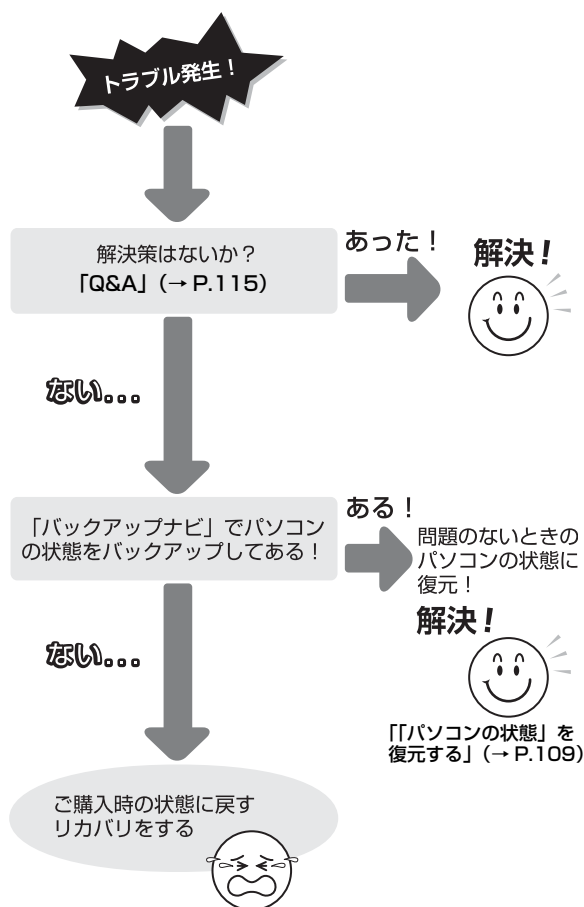 トラブル発生！
解決策はないか？
「Q&A」（→ P.115）
あった！
解決！
ない...
「バックアップナビ」でパソコン
の状態をバックアップしてある！
ある！
問題のないときの
パソコンの状態に
復元！
解決！
「「パソコンの状態」を
復元する」（→ P.109）
ない...
ご購入時の状態に戻す
リカバリをする